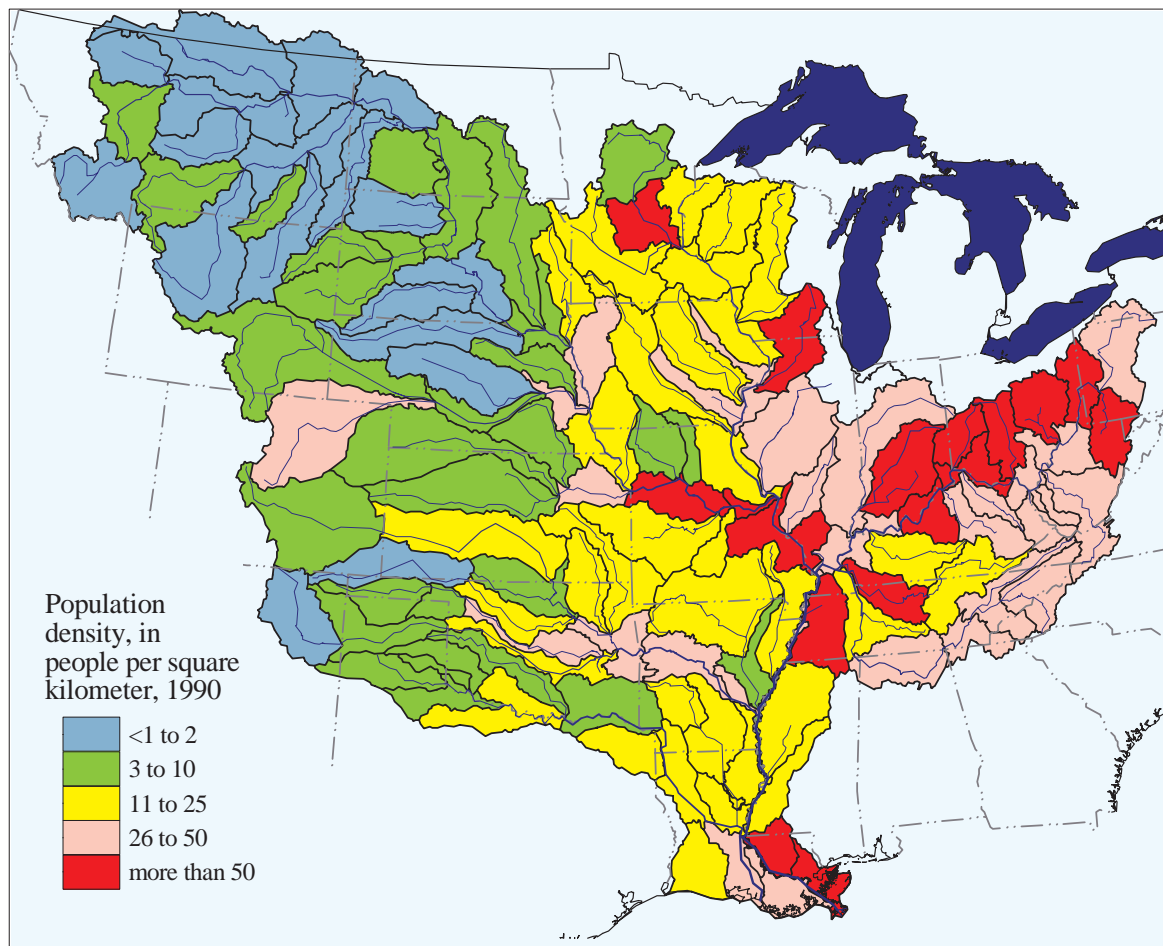 Population
density, in
people per square
kilometer, 1990
<1 to 2
3 to 10
11 to 25
26 to 50
more than 50